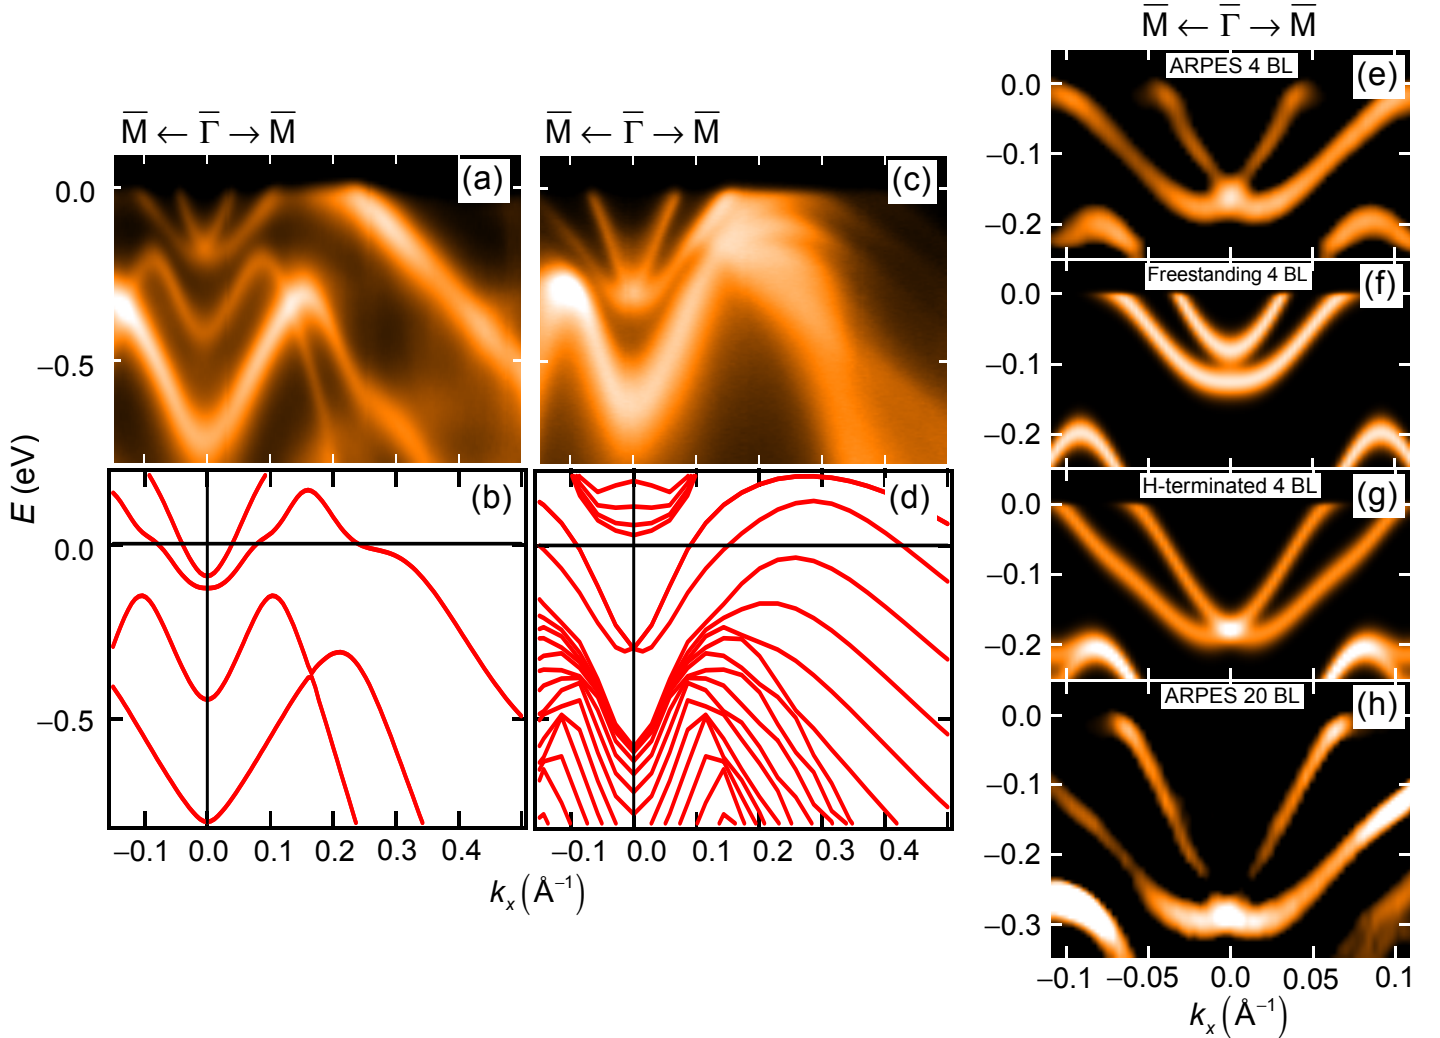 M̅ ← Γ̅ → M̅
M̅ ← Γ̅ → M̅
M̅ ← Γ̅ → M̅
(a)
0.0
−0.5
(c)
E (eV)
(b)
0.0
−0.5
−0.1 0.0 0.1 0.2 0.3 0.4
(d)
−0.1 0.0 0.1 0.2 0.3 0.4
kₓ (Å⁻¹)
ARPES 4 BL
(e)
0.0
−0.1
−0.2
Freestanding 4 BL
(f)
0.0
−0.1
−0.2
H-terminated 4 BL
(g)
0.0
−0.1
−0.2
ARPES 20 BL
(h)
0.0
−0.1
−0.2
−0.3
−0.1 −0.05 0.0 0.05 0.1
kₓ (Å⁻¹)